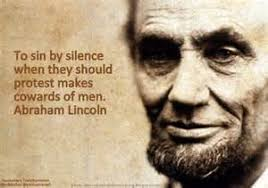 To sin by silence
when they should
protest makes
cowards of men.
Abraham Lincoln